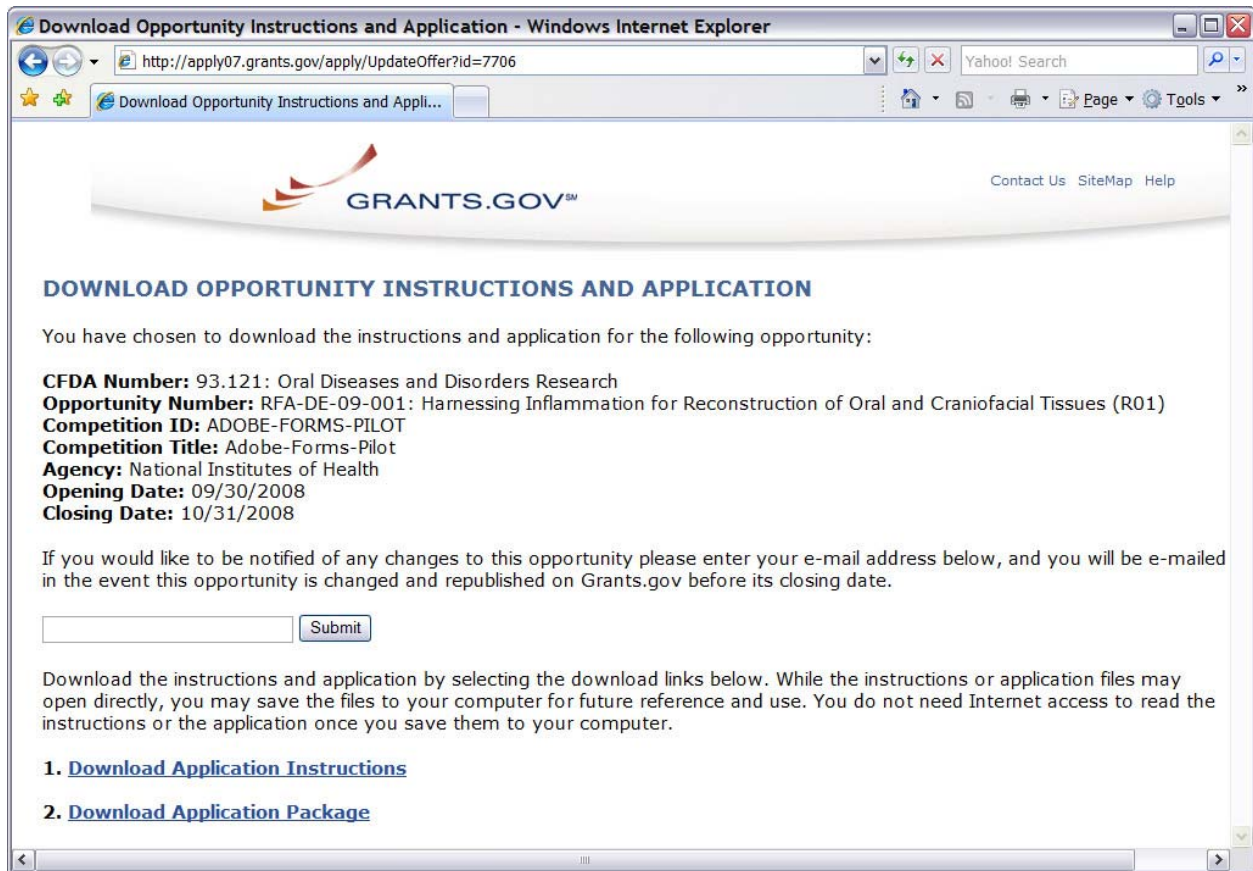 Download Opportunity Instructions and Application - Windows Internet Explorer
http://apply07.grants.gov/apply/UpdateOffer?id=7706
Yahoo! Search
Download Opportunity Instructions and Appli...
Page
Tools
»
GRANTS.GOV℠
Contact Us SiteMap Help
DOWNLOAD OPPORTUNITY INSTRUCTIONS AND APPLICATION
You have chosen to download the instructions and application for the following opportunity:
CFDA Number: 93.121: Oral Diseases and Disorders Research
Opportunity Number: RFA-DE-09-001: Harnessing Inflammation for Reconstruction of Oral and Craniofacial Tissues (R01)
Competition ID: ADOBE-FORMS-PILOT
Competition Title: Adobe-Forms-Pilot
Agency: National Institutes of Health
Opening Date: 09/30/2008
Closing Date: 10/31/2008
If you would like to be notified of any changes to this opportunity please enter your e-mail address below, and you will be e-mailed
in the event this opportunity is changed and republished on Grants.gov before its closing date.
Submit
Download the instructions and application by selecting the download links below. While the instructions or application files may
open directly, you may save the files to your computer for future reference and use. You do not need Internet access to read the
instructions or the application once you save them to your computer.
1. Download Application Instructions
2. Download Application Package